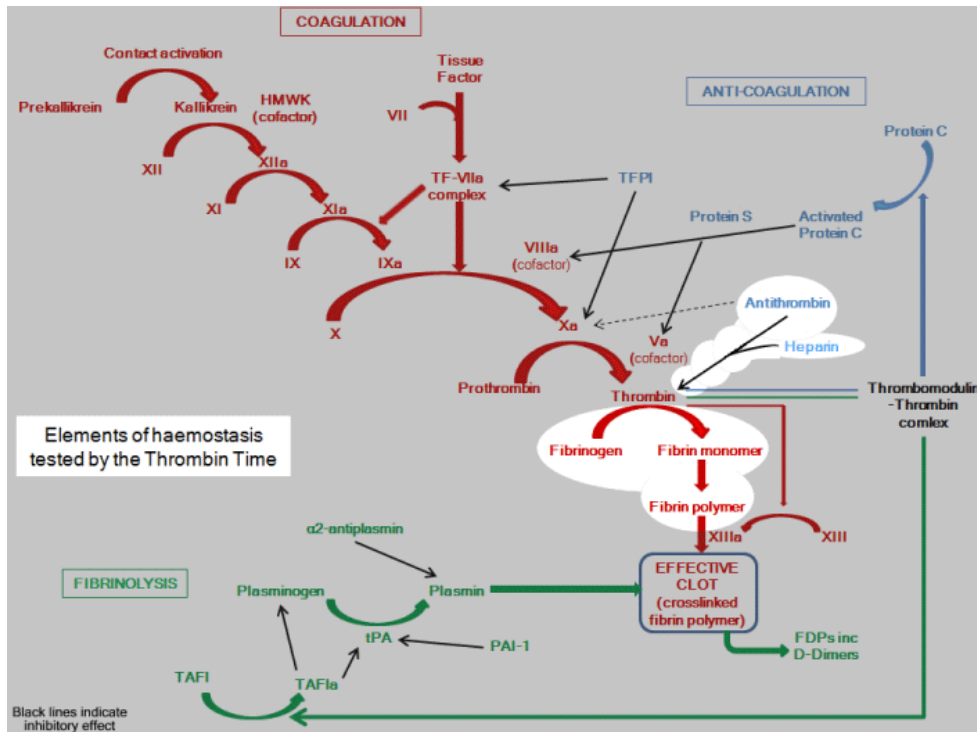 COAGULATION
Contact activation
Prekallikrein
Kallikrein
HMWK
(cofactor)
Tissue
Factor
VII
ANTI-COAGULATION
Protein C
XII
XIIa
TF-VIIa
complex
TFPI
XI
XIa
Protein S
Activated
Protein C
IX
IXa
VIIIa
(cofactor)
X
Xa
Antithrombin
Va
(cofactor)
Heparin
Prothrombin
Thrombin
Thrombomodulin
-Thrombin
comlex
Elements of haemostasis
tested by the Thrombin Time
Fibrinogen
Fibrin monomer
Fibrin polymer
XIIIa
XIII
α2-antiplasmin
FIBRINOLYSIS
Plasminogen
Plasmin
EFFECTIVE
CLOT
(crosslinked
fibrin polymer)
tPA
PAI-1
FDPs inc
D-Dimers
TAFI
TAFIa
Black lines indicate
inhibitory effect